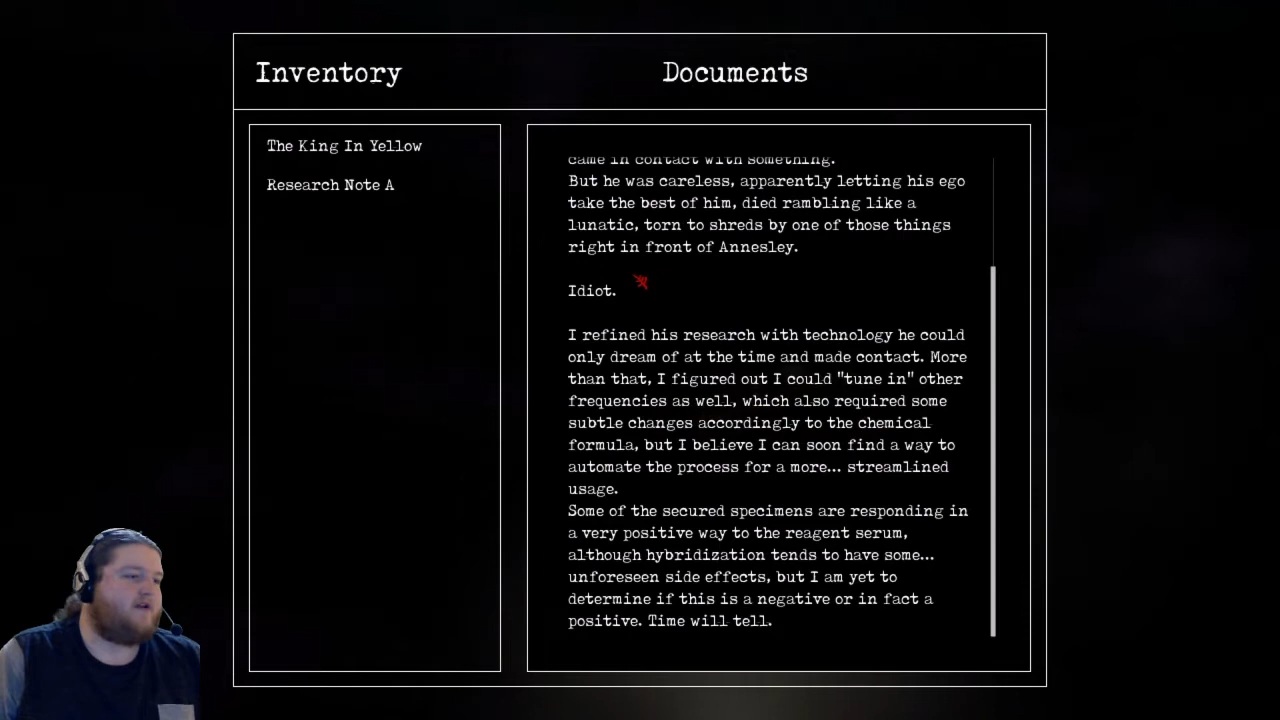 Inventory
Documents
The King In Yellow
Research Note A
came in contact with something.
But he was careless, apparently letting his ego
take the best of him, died rambling like a
lunatic, torn to shreds by one of those things
right in front of Annesley.
Idiot.
I refined his research with technology he could
only dream of at the time and made contact. More
than that, I figured out I could "tune in" other
frequencies as well, which also required some
subtle changes accordingly to the chemical
formula, but I believe I can soon find a way to
automate the process for a more... streamlined
usage.
Some of the secured specimens are responding in
a very positive way to the reagent serum,
although hybridization tends to have some...
unforeseen side effects, but I am yet to
determine if this is a negative or in fact a
positive. Time will tell.